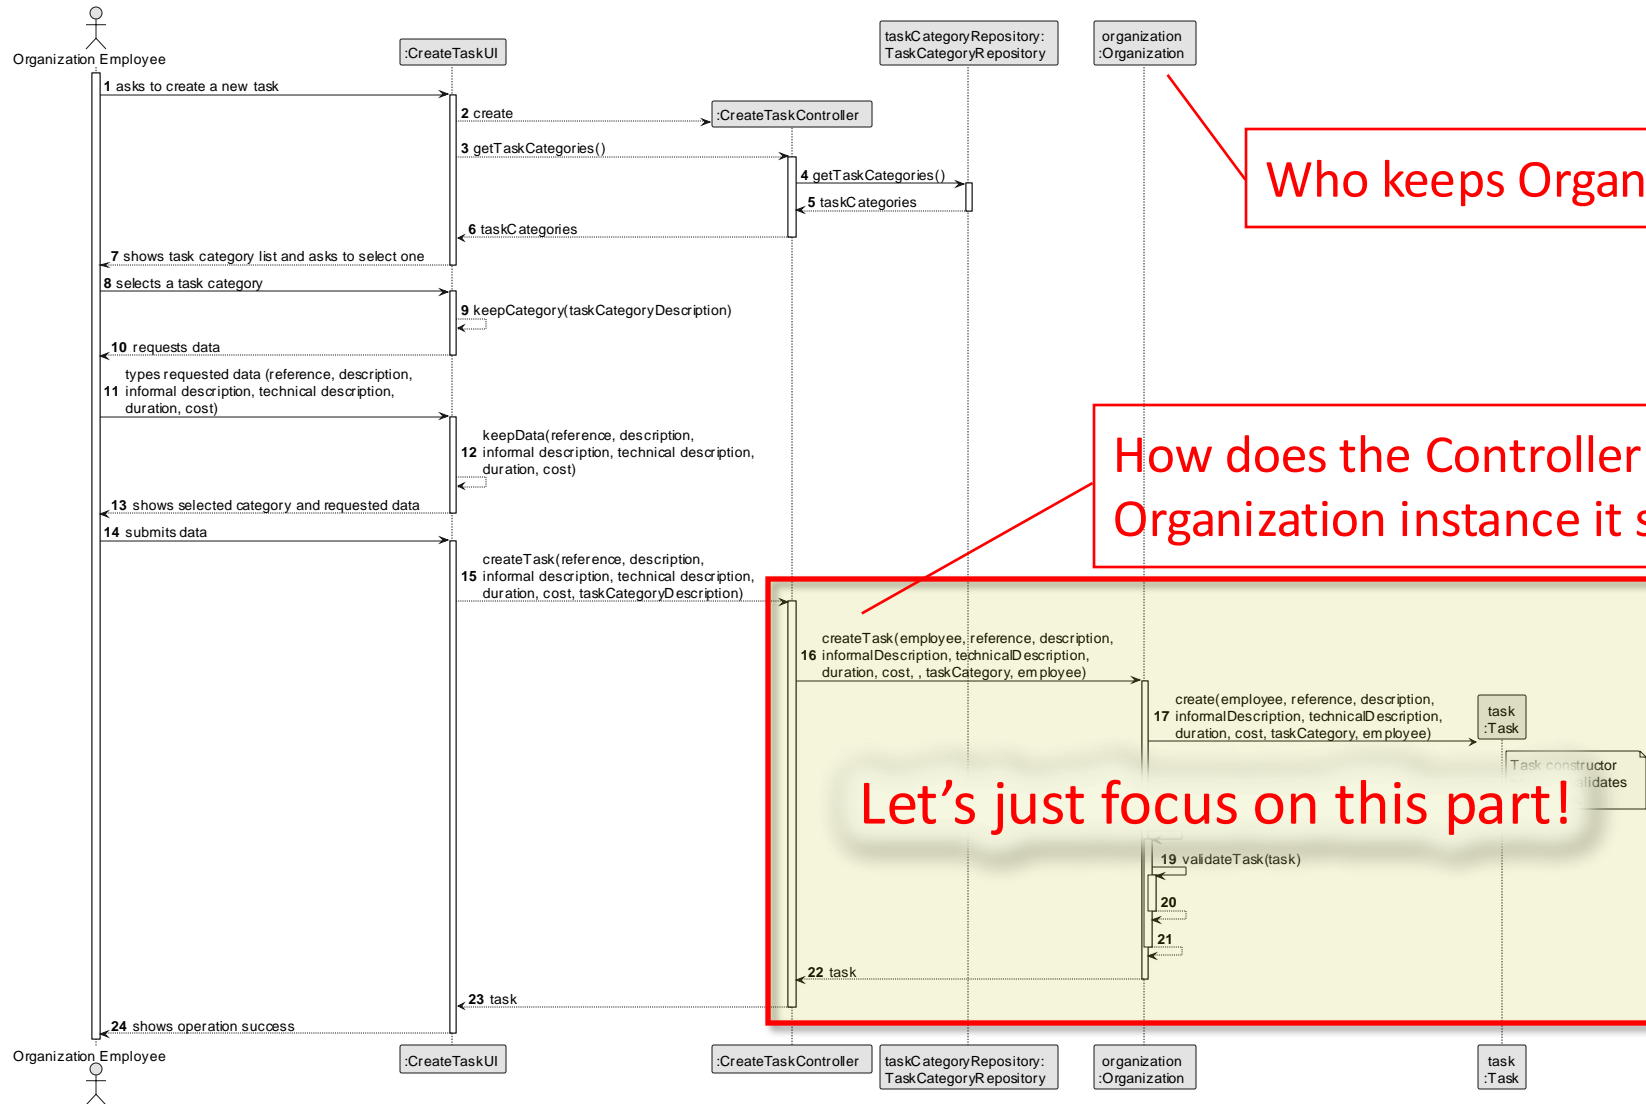 Organization Employee
:CreateTaskUI
taskCategoryRepository:
TaskCategoryRepository
organization
:Organization
1 asks to create a new task
2 create
:CreateTaskController
3 getTaskCategories()
4 getTaskCategories()
5 taskCategories
6 taskCategories
Who keeps Organ
7 shows task category list and asks to select one
8 selects a task category
9 keepCategory(taskCategoryDescription)
10 requests data
types requested data (reference, description,
11 informal description, technical description,
duration, cost)
keepData(reference, description,
12 informal description, technical description,
duration, cost)
How does the Controller
Organization instance it s
13 shows selected category and requested data
14 submits data
createTask(reference, description,
15 informal description, technical description,
duration, cost, taskCategoryDescription)
createTask(employee, reference, description,
16 informalDescription, technicalDescription,
duration, cost, , taskCategory, employee)
create(employee, reference, description,
17 informalDescription, technicalDescription,
duration, cost, taskCategory, employee)
task
:Task
Task constructor
alidates
Let's just focus on this part!
19 validateTask(task)
20
21
22 task
23 task
24 shows operation success
Organization Employee
:CreateTaskUI
:CreateTaskController
taskCategoryRepository:
TaskCategoryRepository
organization
:Organization
task
:Task